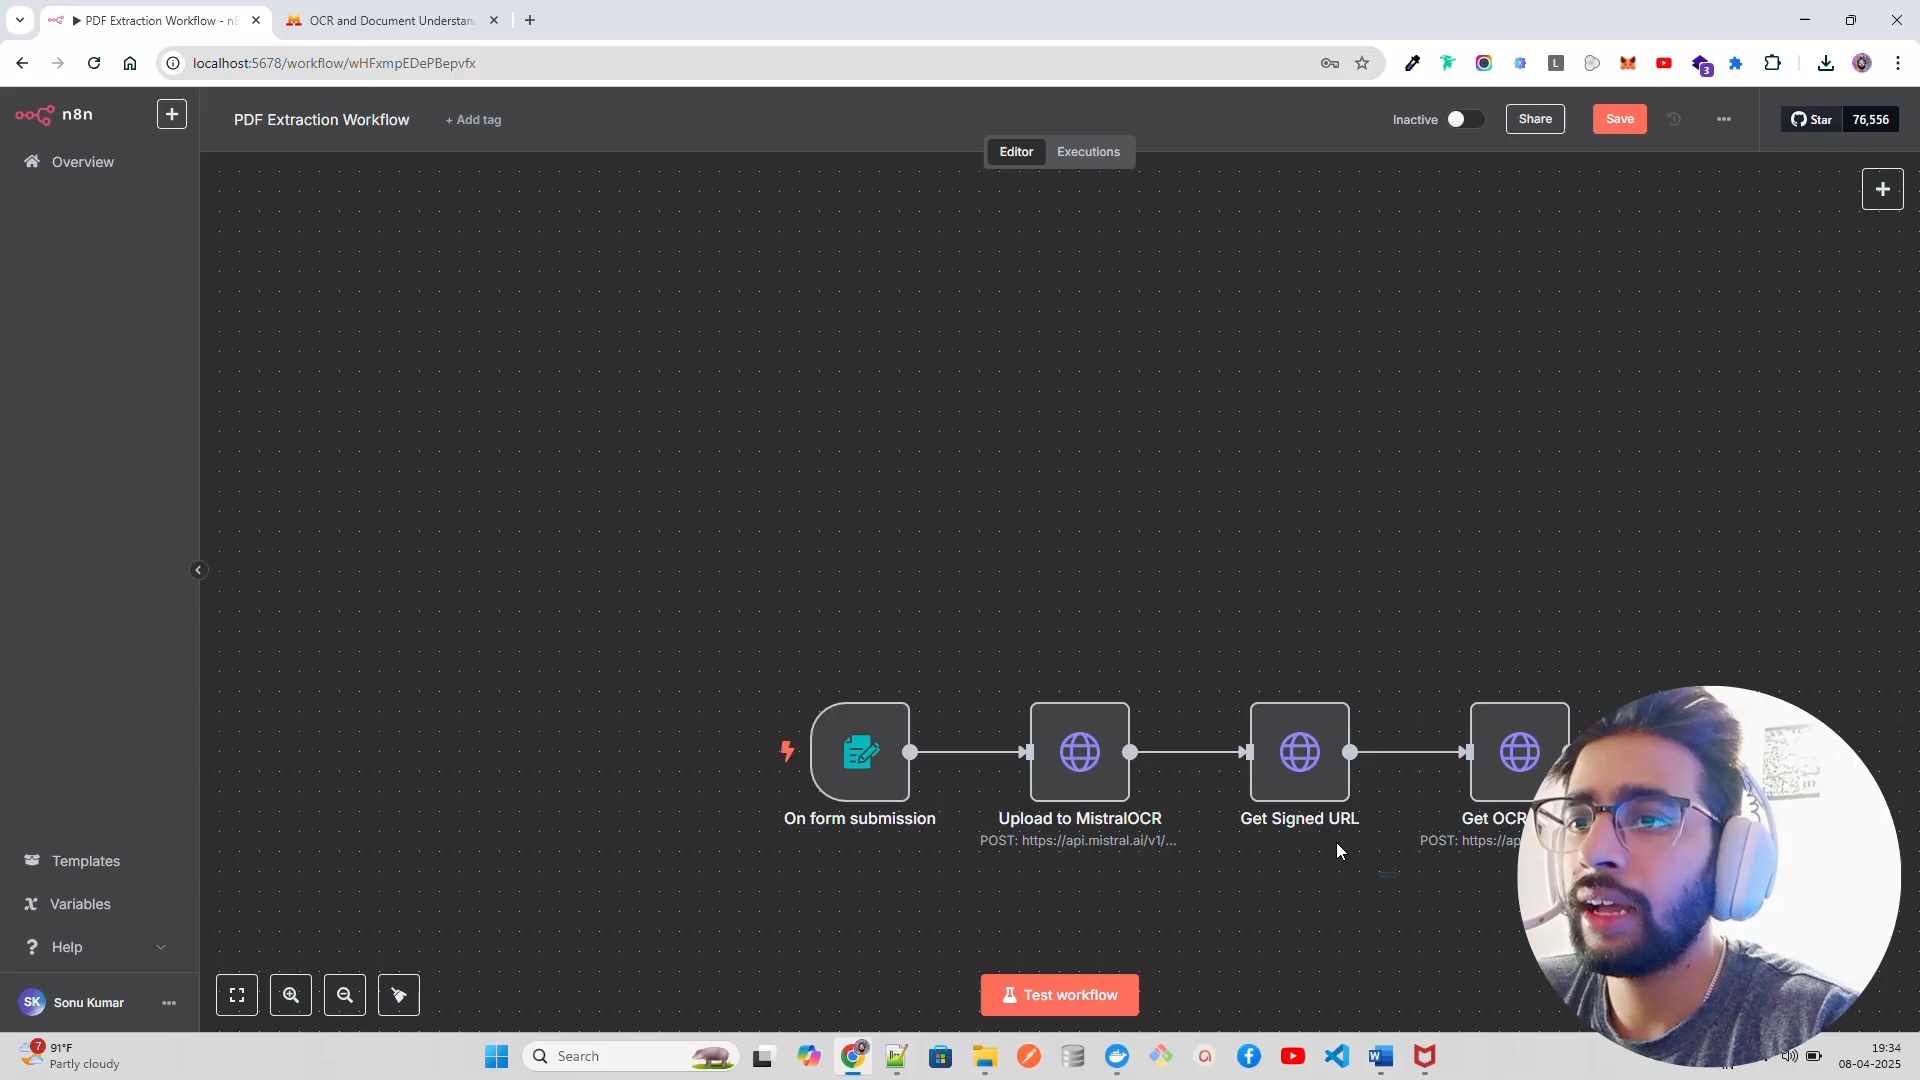 PDF Extraction Workflow - n8
OCR and Document Understan
localhost:5678/workflow/wHFxmpEDePBepvfx
L
3
n8n
PDF Extraction Workflow
+ Add tag
Inactive
Share
Save
Star
76,556
Editor
Executions
Overview
On form submission
Upload to MistralOCR
POST: https://api.mistral.ai/v1/...
Get Signed URL
Get OCR
POST: https://ap
Templates
Variables
Help
SK
Sonu Kumar
Test workflow
7
91°F
Partly cloudy
Search
19:34
08-04-2025